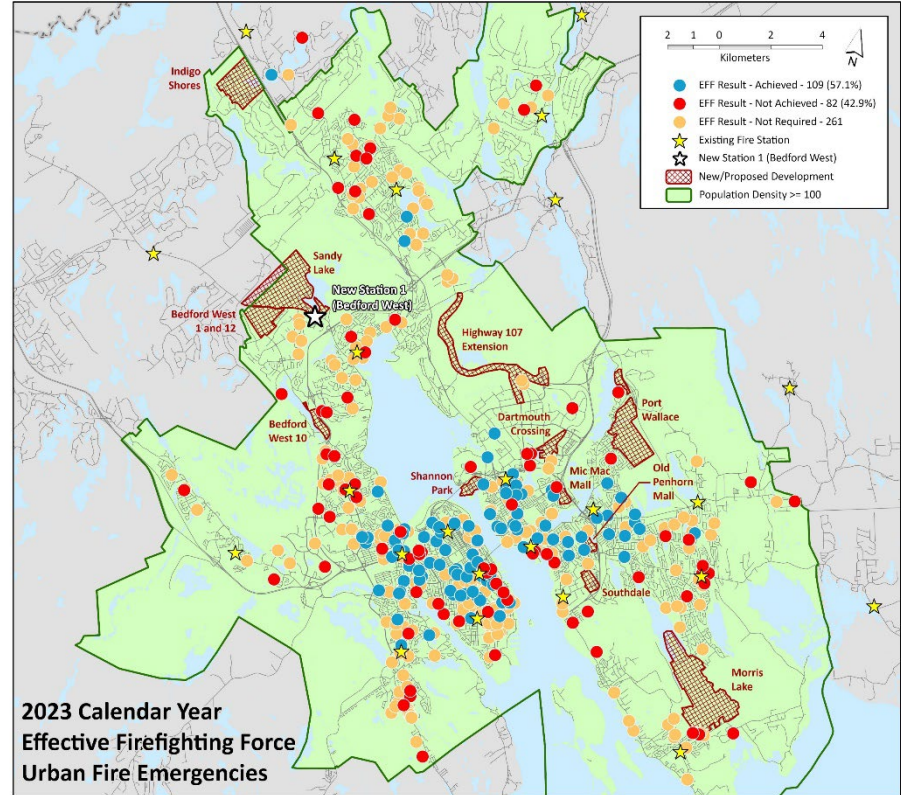 2 1 0 2 4
Kilometers
N
EFF Result - Achieved - 109 (57.1%)
EFF Result - Not Achieved - 82 (42.9%)
EFF Result - Not Required - 261
Existing Fire Station
New Station 1 (Bedford West)
New/Proposed Development
Population Density >= 100
Indigo
Shores
Sandy
Lake
New Station 1
(Bedford West)
Bedford West
1 and 12
Highway 107
Extension
Port
Wallace
Dartmouth
Crossing
Bedford
West 10
Mic Mac
Mall
Old
Penhorn
Mall
Shannon
Park
Southdale
Morris
Lake
2023 Calendar Year
Effective Firefighting Force
Urban Fire Emergencies